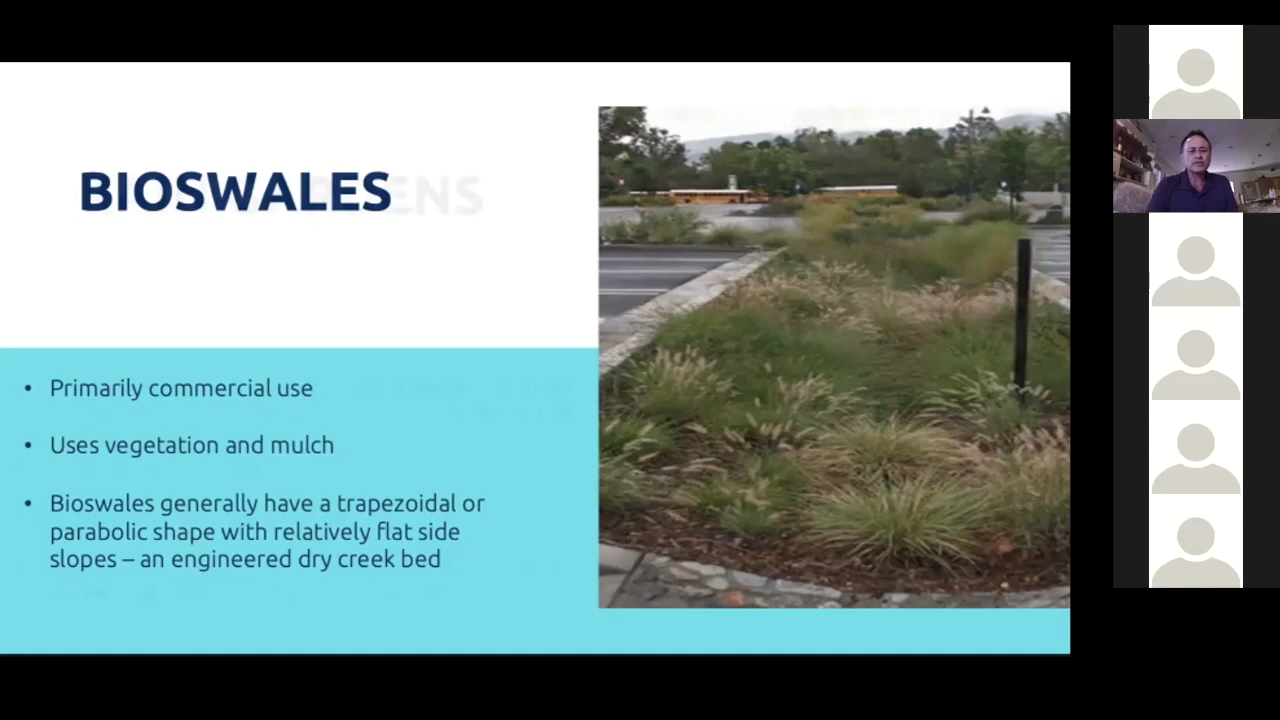 BIOSWALES
• Primarily commercial use
• Uses vegetation and mulch
• Bioswales generally have a trapezoidal or
parabolic shape with relatively flat side
slopes – an engineered dry creek bed